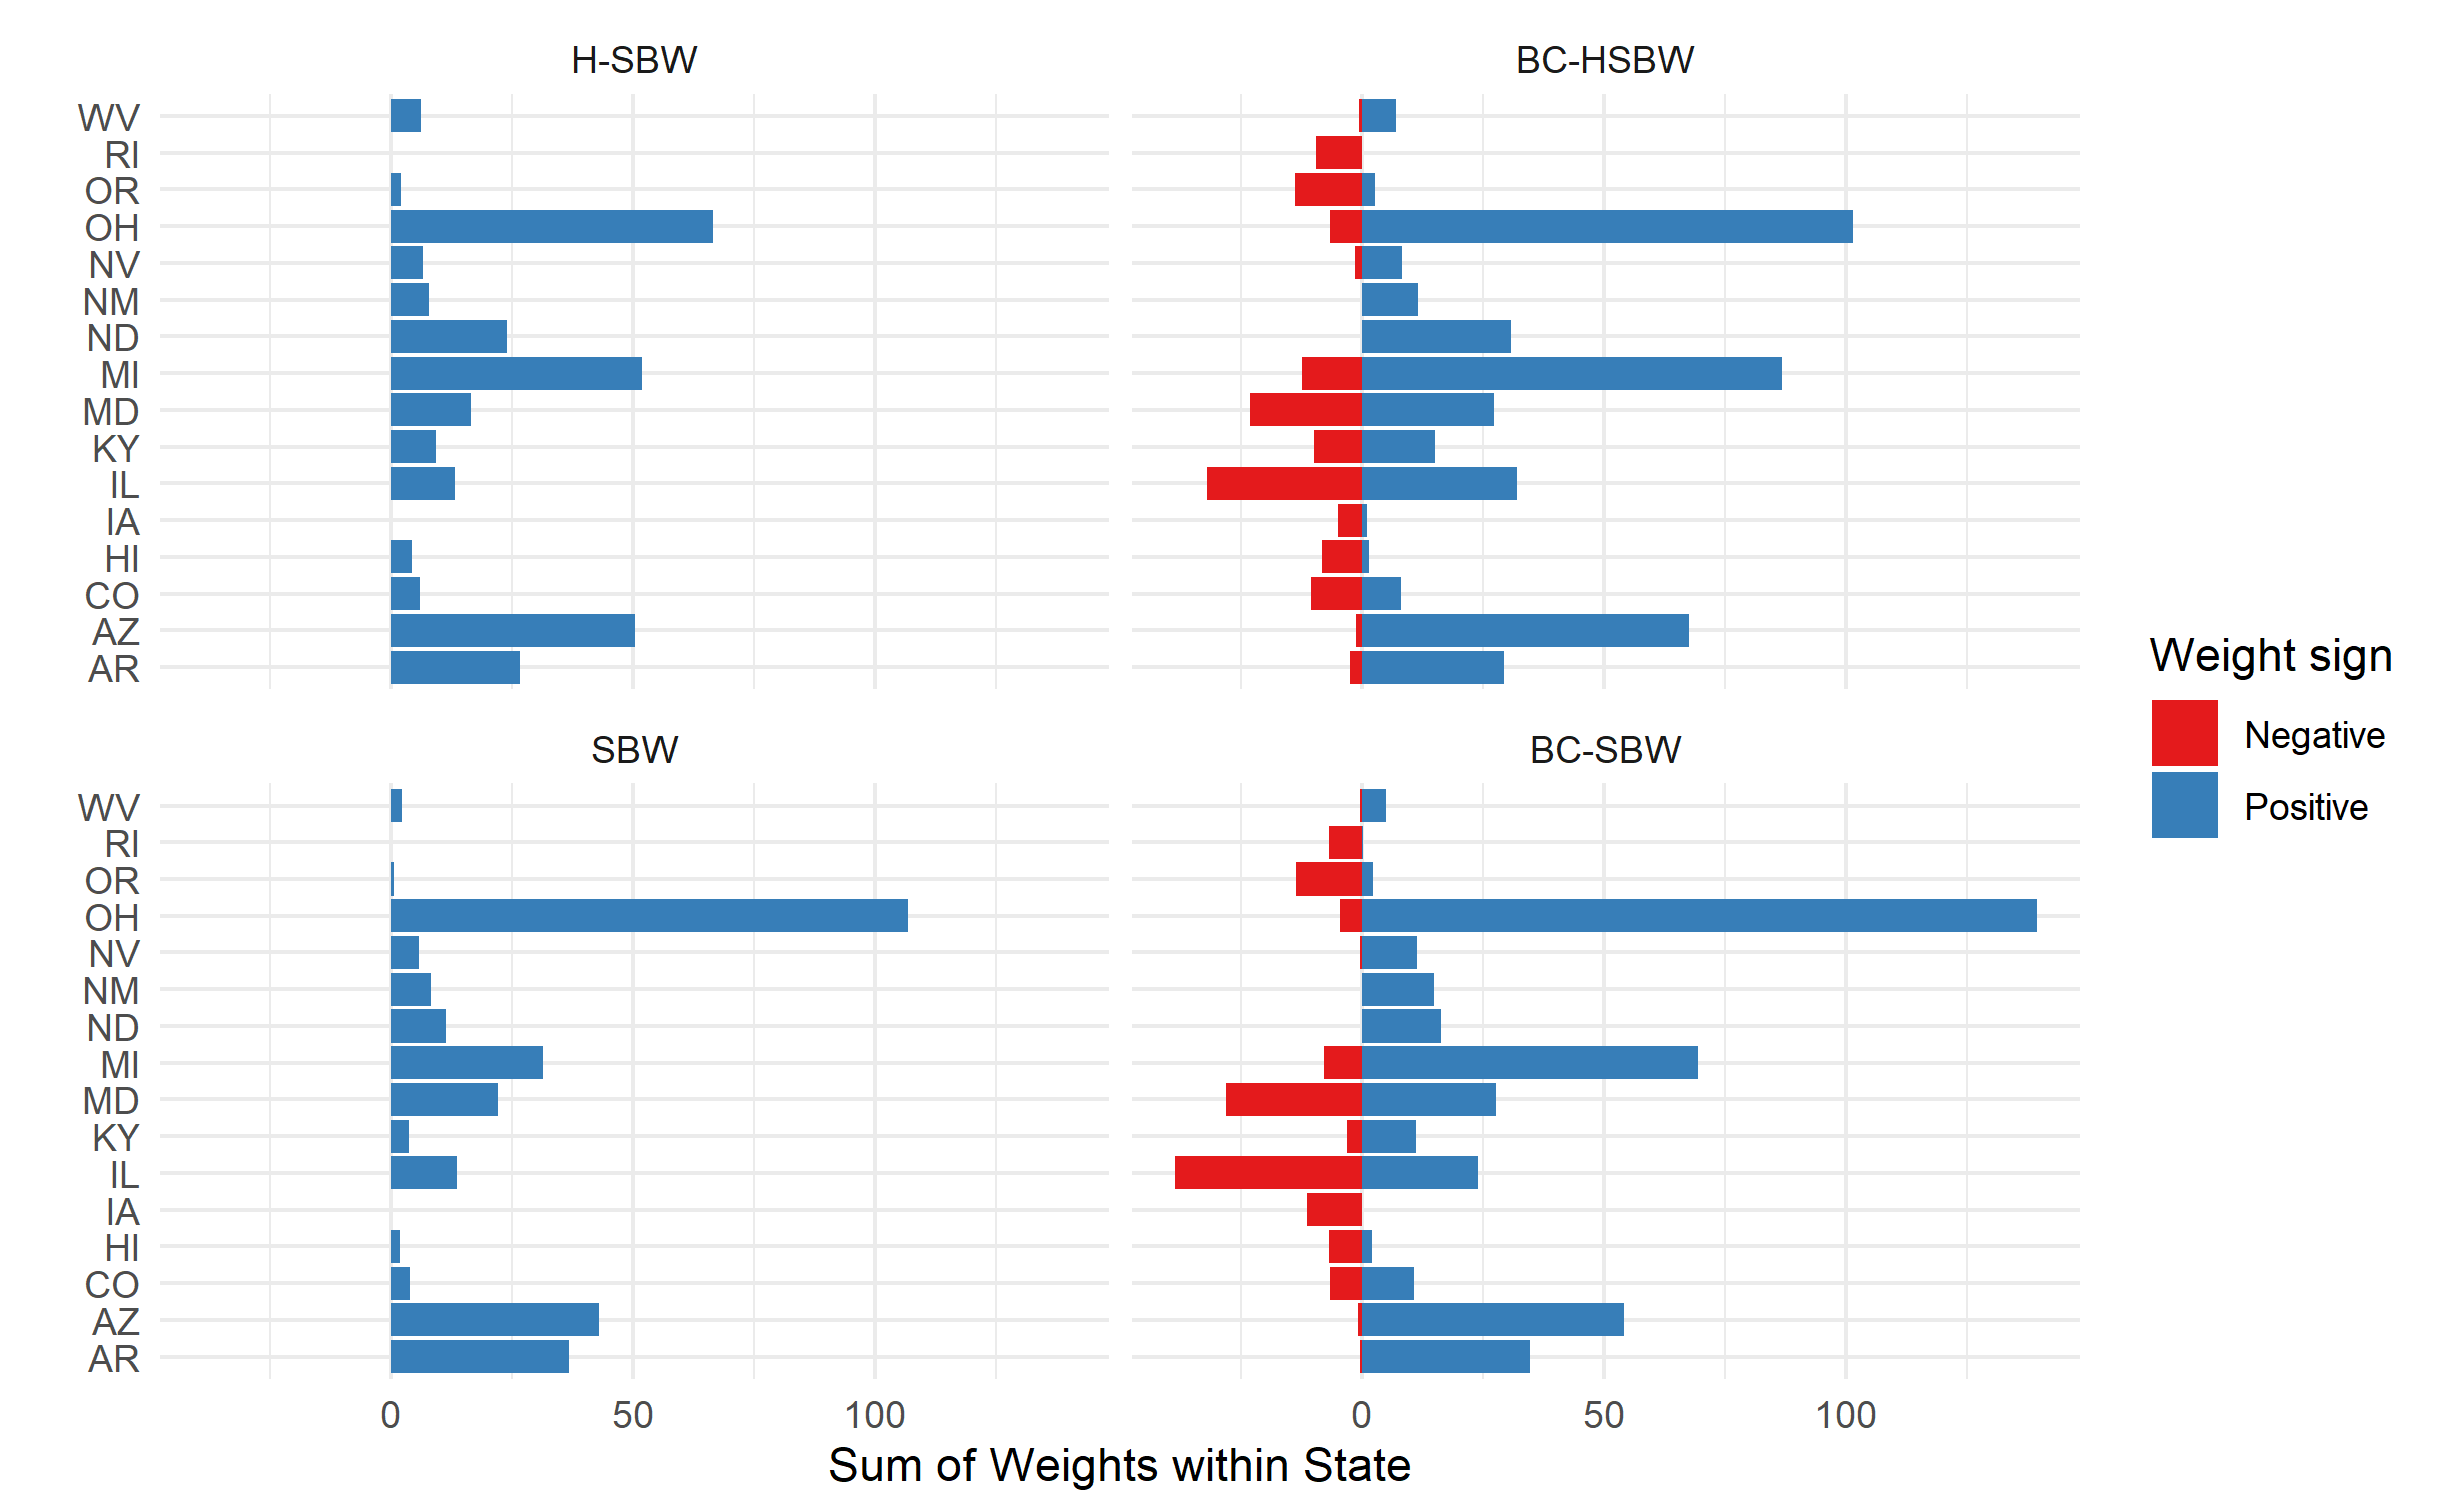 H-SBW
BC-HSBW
WV
RI
OR
OH
NV
NM
ND
MI
MD
KY
IL
IA
HI
CO
AZ
AR
SBW
BC-SBW
WV
RI
OR
OH
NV
NM
ND
MI
MD
KY
IL
IA
HI
CO
AZ
AR
0 50 100
0 50 100
Sum of Weights within State
Weight sign
Negative
Positive